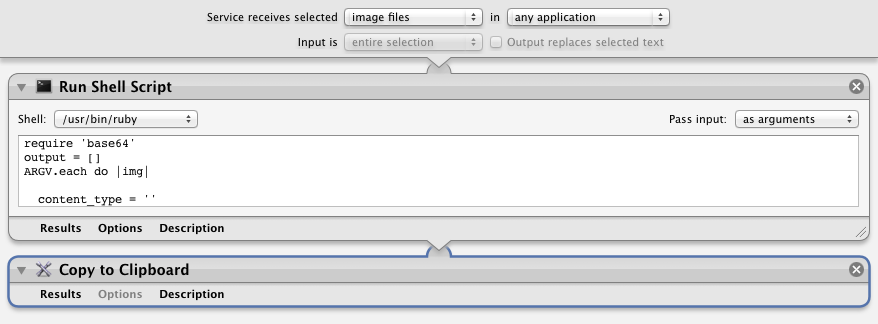 Service receives selected image files in any application
Input is entire selection Output replaces selected text
Run Shell Script
Shell: /usr/bin/ruby Pass input: as arguments
require 'base64'
output = []
ARGV.each do |img|
content_type = ''
Results Options Description
Copy to Clipboard
Results Options Description